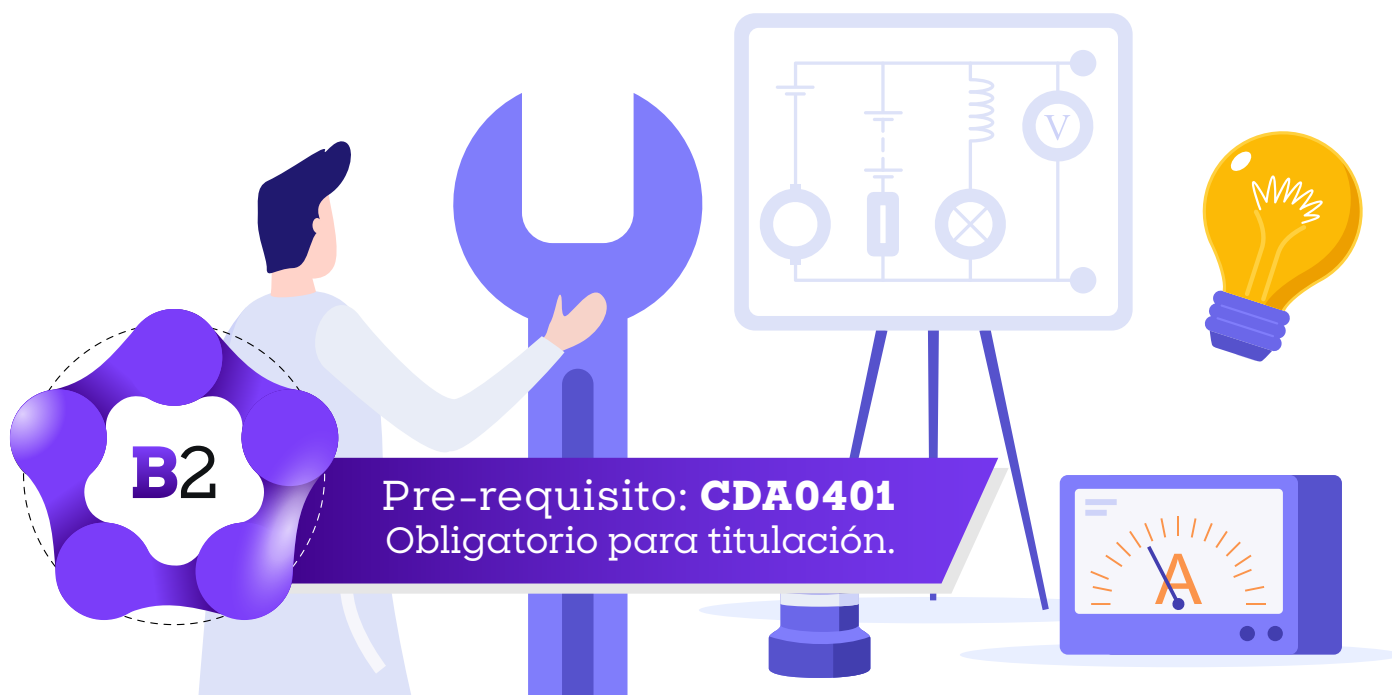 V
B2
Pre-requisito: CDA0401
Obligatorio para titulación.
A